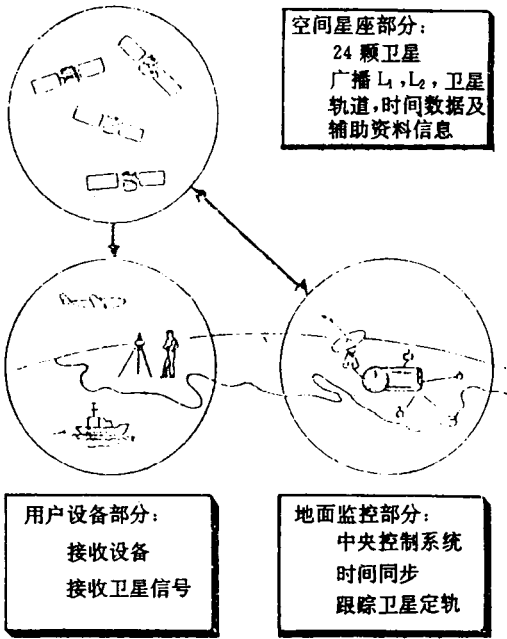 空间星座部分：
24 颗卫星
广播 L₁，L₂，卫星
轨道，时间数据及
辅助资料信息
用户设备部分：
接收设备
接收卫星信号
地面监控部分：
中央控制系统
时间同步
跟踪卫星定轨